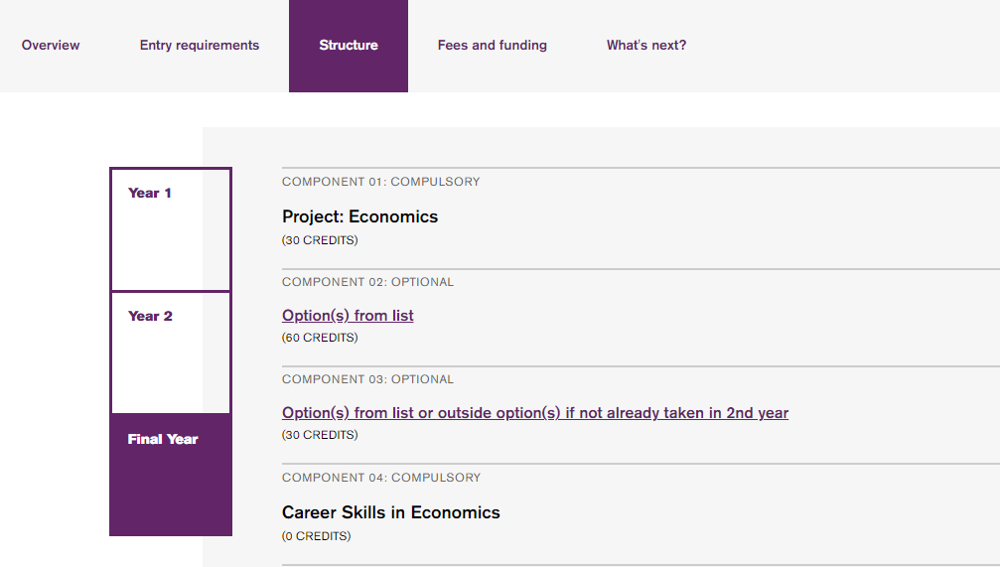 Overview
Entry requirements
Structure
Fees and funding
What's next?
Year 1
Year 2
Final Year
COMPONENT 01: COMPULSORY
Project: Economics
(30 CREDITS)
COMPONENT 02: OPTIONAL
Option(s) from list
(60 CREDITS)
COMPONENT 03: OPTIONAL
Option(s) from list or outside option(s) if not already taken in 2nd year
(30 CREDITS)
COMPONENT 04: COMPULSORY
Career Skills in Economics
(0 CREDITS)